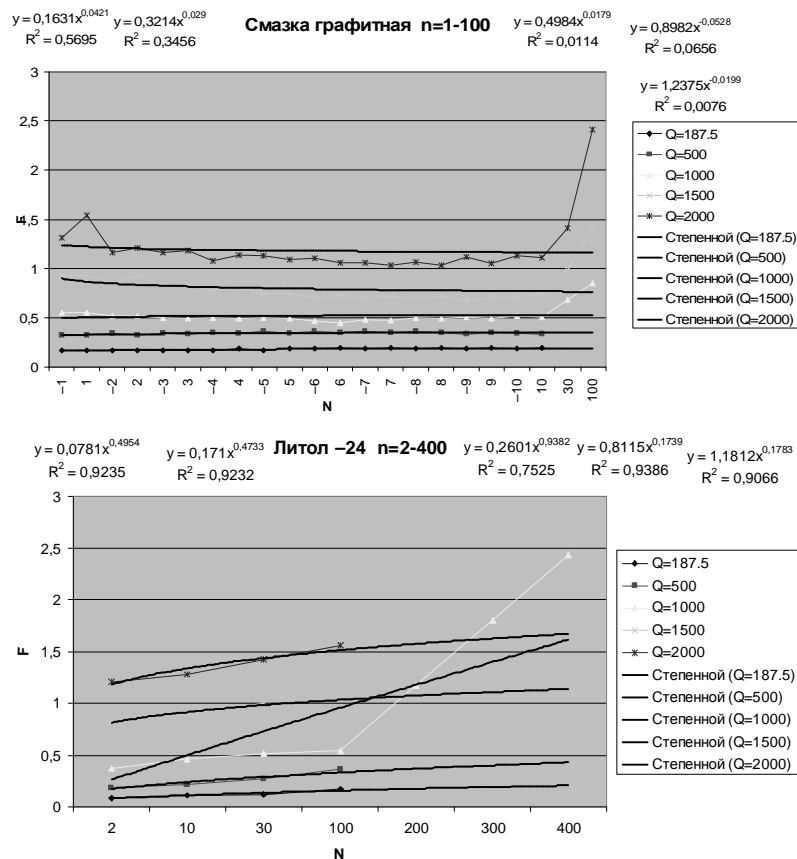 Смазка графитная n=1-100
y = 0,1631x^0,0421
R² = 0,5695
y = 0,3214x^0,029
R² = 0,3456
y = 0,4984x^0,0179
R² = 0,0114
y = 0,8982x^-0,0528
R² = 0,0656
y = 1,2375x^-0,0199
R² = 0,0076
3
2,5
2
1,5
1
0,5
0
F
–1 1 –2 2 –3 3 –4 4 –5 5 –6 6 –7 7 –8 8 –9 9 –10 10 30 100
N
Q=187.5
Q=500
Q=1000
Q=1500
Q=2000
Степенной (Q=187.5)
Степенной (Q=500)
Степенной (Q=1000)
Степенной (Q=1500)
Степенной (Q=2000)
Литол –24 n=2-400
y = 0,0781x^0,4954
R² = 0,9235
y = 0,171x^0,4733
R² = 0,9232
y = 0,2601x^0,9382
R² = 0,7525
y = 0,8115x^0,1739
R² = 0,9386
y = 1,1812x^0,1783
R² = 0,9066
3
2,5
2
1,5
1
0,5
0
F
2 10 30 100 200 300 400
N
Q=187.5
Q=500
Q=1000
Q=1500
Q=2000
Степенной (Q=187.5)
Степенной (Q=500)
Степенной (Q=1000)
Степенной (Q=1500)
Степенной (Q=2000)